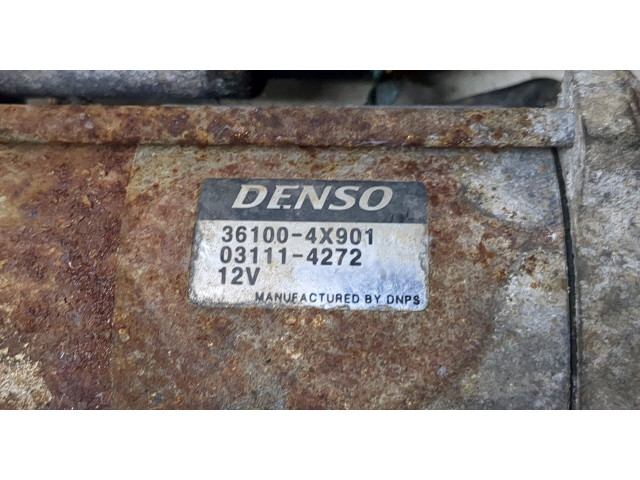 DENSO
36100-4X901
03111-4272
12V
MANUFACTURED BY DNPS